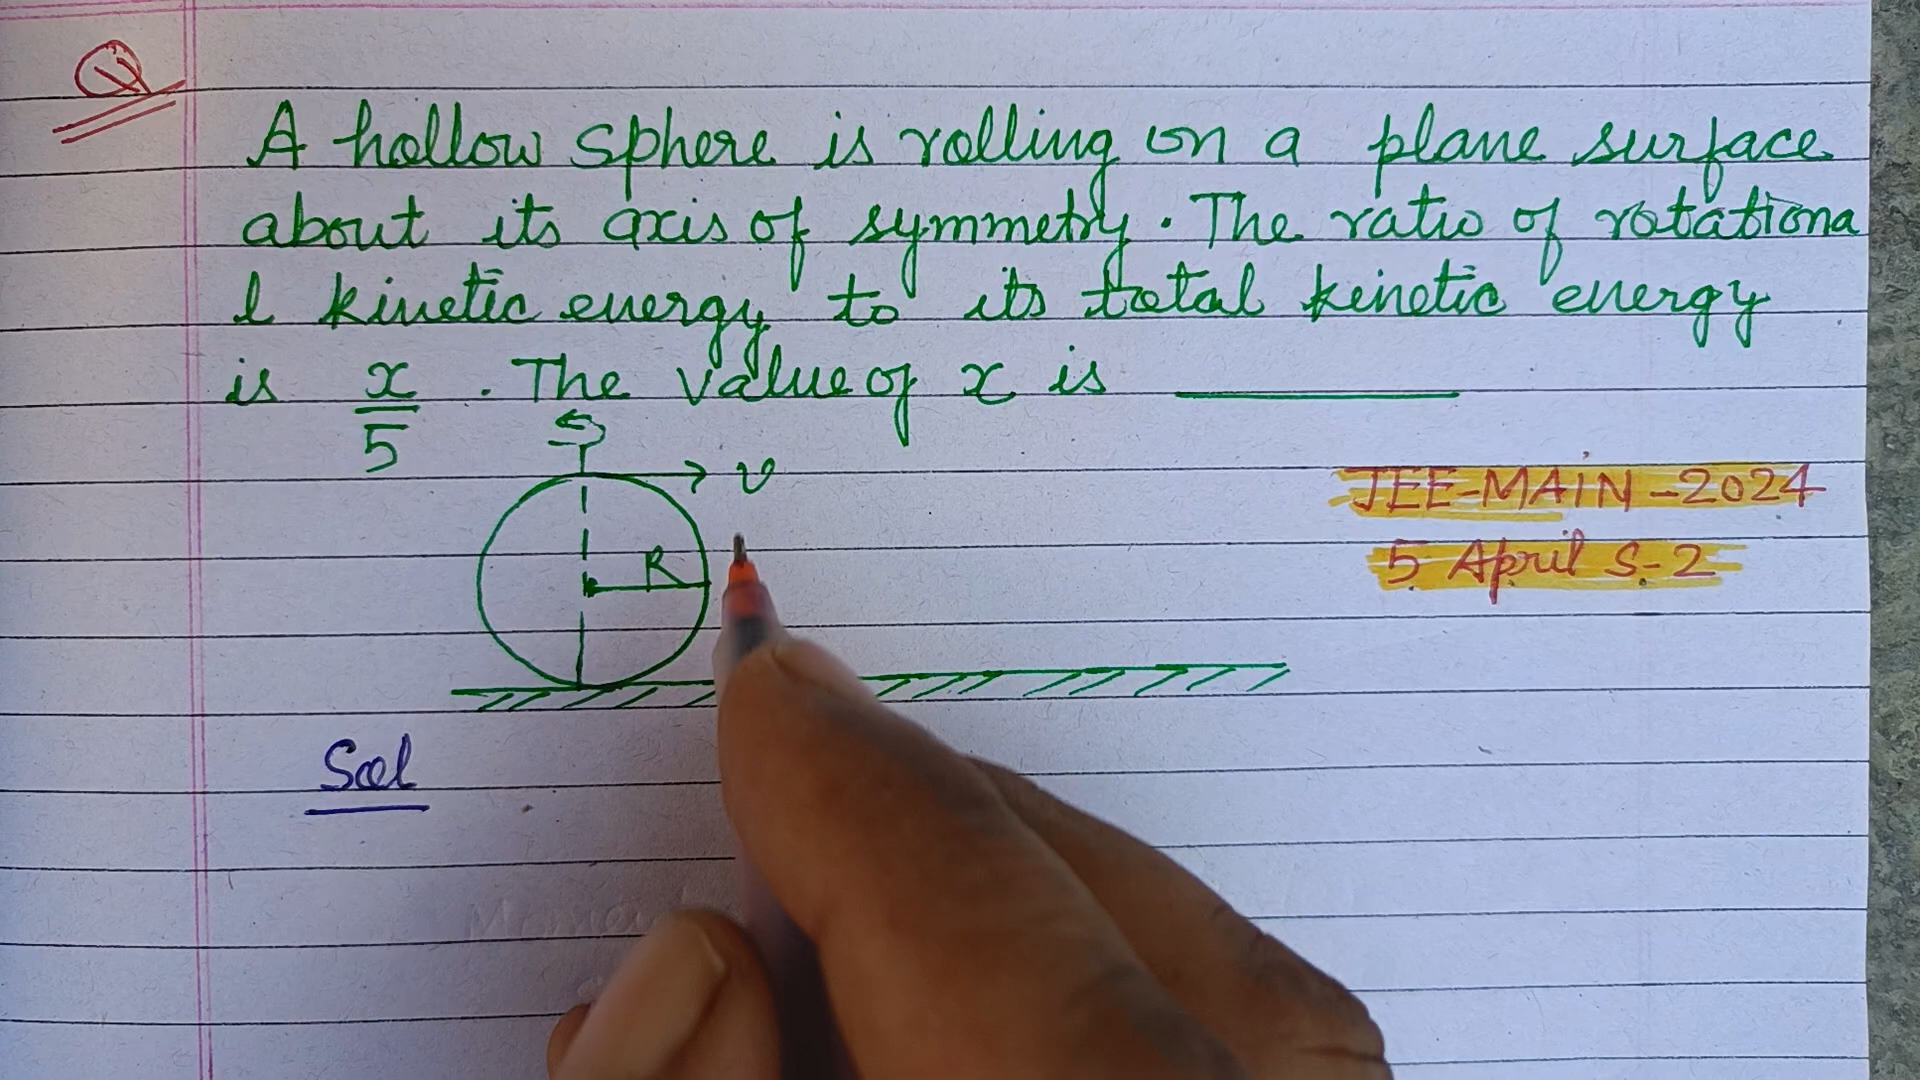 Q
A hollow sphere is rolling on a plane surface
about its axis of symmetry. The ratio of rotationa
l kinetic energy to its total kenetic energy
is x/5 . The value of x is ______
v
R
JEE-MAIN-2024
5 April S-2
Sol